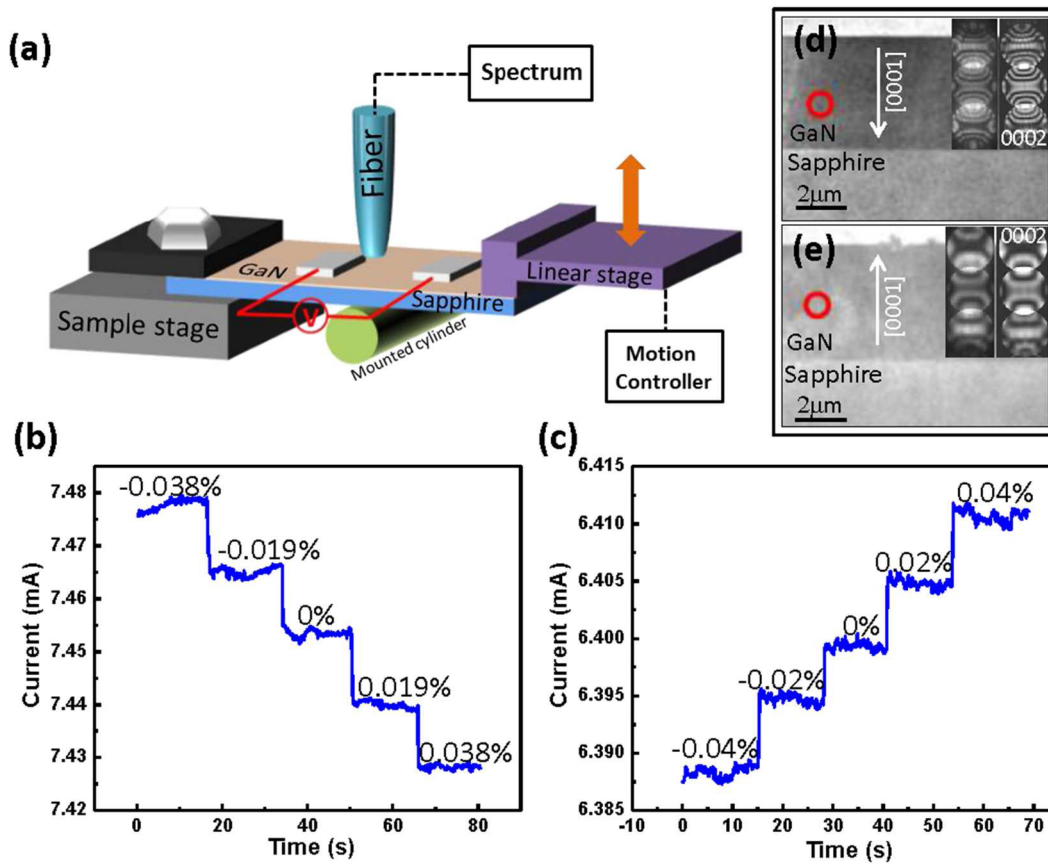 (a)
Spectrum
Fiber
GaN
Sapphire
Linear stage
Sample stage
V
Mounted cylinder
Motion
Controller
(d)
[0001̄]
GaN
0002
Sapphire
2μm
(e)
0002
[0001]
GaN
Sapphire
2μm
(b)
7.48
7.47
7.46
7.45
7.44
7.43
7.42
Current (mA)
-0.038%
-0.019%
0%
0.019%
0.038%
0
20
40
60
80
Time (s)
(c)
6.415
6.410
6.405
6.400
6.395
6.390
6.385
Current (mA)
0.04%
0.02%
0%
-0.02%
-0.04%
-10
0
10
20
30
40
50
60
70
Time (s)